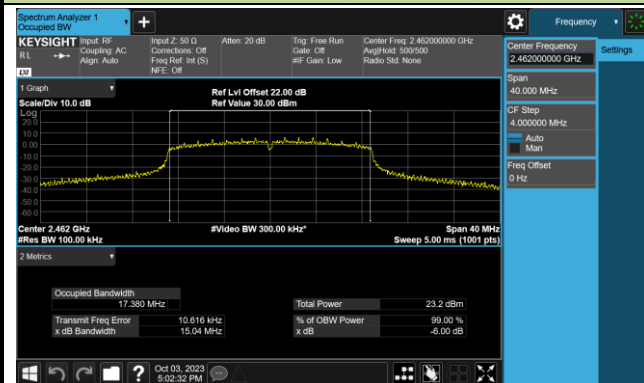 Spectrum Analyzer 1
Occupied BW
+
Frequency
KEYSIGHT
RL
LXI
Input: RF
Coupling: AC
Align: Auto
Input Z: 50 Ω
Corrections: Off
Freq Ref: Int (S)
NFE: Off
Atten: 20 dB
Trig: Free Run
Gate: Off
#IF Gain: Low
Center Freq: 2.462000000 GHz
Avg|Hold: 500/500
Radio Std: None
Center Frequency
2.462000000 GHz
Settings
Span
40.000 MHz
CF Step
4.000000 MHz
Auto
Man
Freq Offset
0 Hz
1 Graph
Scale/Div 10.0 dB
Ref Lvl Offset 22.00 dB
Ref Value 30.00 dBm
Log
20.0
10.0
0.00
-10.0
-20.0
-30.0
-40.0
-50.0
-60.0
Center 2.462 GHz
#Res BW 100.00 kHz
#Video BW 300.00 kHz*
Span 40 MHz
Sweep 5.00 ms (1001 pts)
2 Metrics
Occupied Bandwidth
17.380 MHz
Total Power 23.2 dBm
Transmit Freq Error 10.616 kHz
% of OBW Power 99.00 %
x dB Bandwidth 15.04 MHz
x dB -6.00 dB
?
Oct 03, 2023
5:02:32 PM